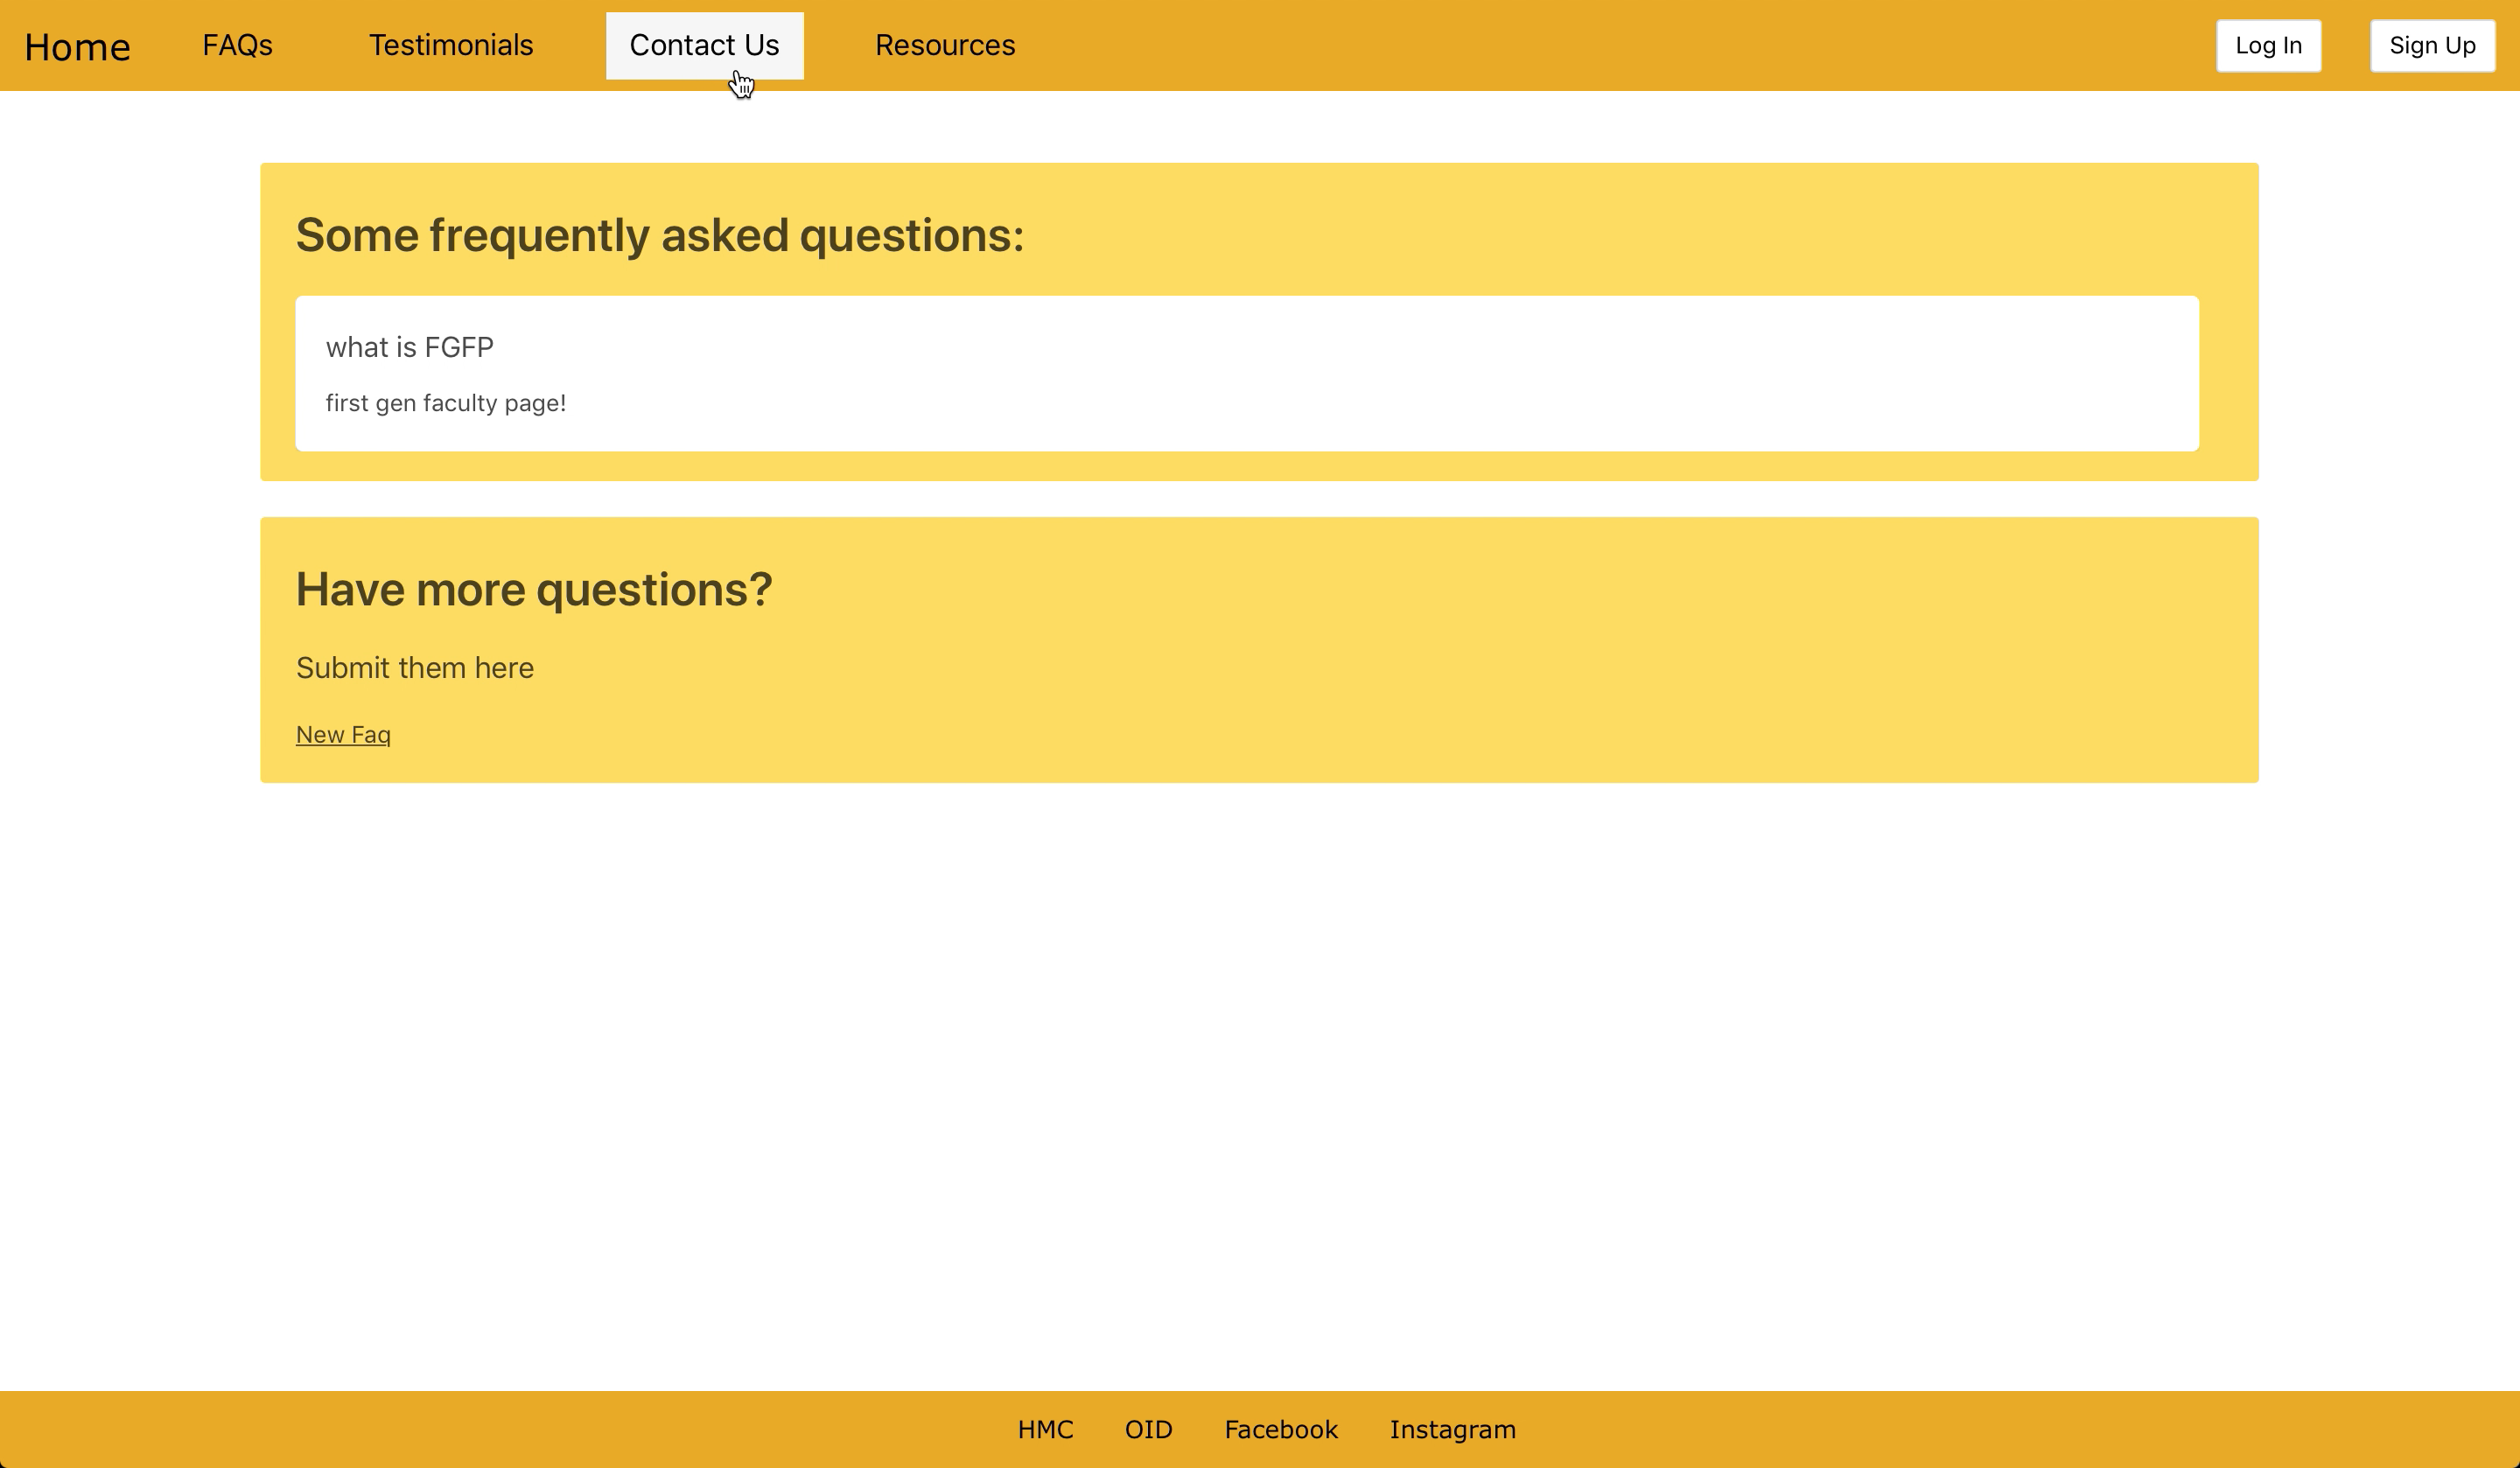 Home FAQs Testimonials Contact Us Resources Log In Sign Up
Some frequently asked questions:
what is FGFP
first gen faculty page!
Have more questions?
Submit them here
New Faq
HMC OID Facebook Instagram